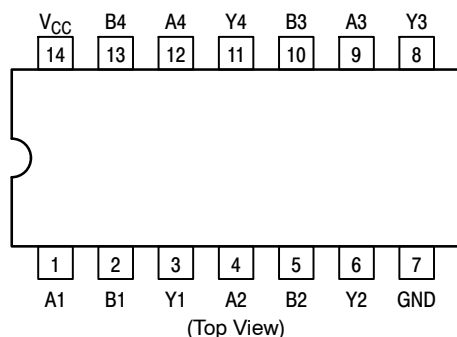 VCC B4 A4 Y4 B3 A3 Y3
14 13 12 11 10 9 8
1 2 3 4 5 6 7
A1 B1 Y1 A2 B2 Y2 GND
(Top View)